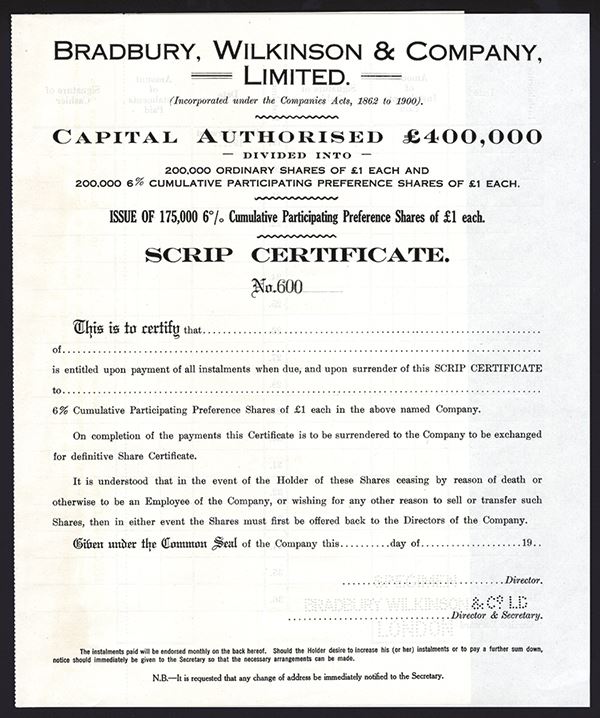 BRADBURY, WILKINSON & COMPANY,
LIMITED.
(Incorporated under the Companies Acts, 1862 to 1900).
CAPITAL AUTHORISED £400,000
— DIVIDED INTO —
200,000 ORDINARY SHARES OF £1 EACH AND
200,000 6% CUMULATIVE PARTICIPATING PREFERENCE SHARES OF £1 EACH.
ISSUE OF 175,000 6% Cumulative Participating Preference Shares of £1 each.
SCRIP CERTIFICATE.
No. 600
This is to certify that
of
is entitled upon payment of all instalments when due, and upon surrender of this SCRIP CERTIFICATE
to
6% Cumulative Participating Preference Shares of £1 each in the above named Company.
On completion of the payments this Certificate is to be surrendered to the Company to be exchanged
for definitive Share Certificate.
It is understood that in the event of the Holder of these Shares ceasing by reason of death or
otherwise to be an Employee of the Company, or wishing for any other reason to sell or transfer such
Shares, then in either event the Shares must first be offered back to the Directors of the Company.
Given under the Common Seal of the Company this..........day of..........19..
SPECIMEN
Director.
BRADBURY WILKINSON & Co. LD
Director & Secretary.
LONDON
The instalments paid will be endorsed monthly on the back hereof. Should the Holder desire to increase his (or her) instalments or to pay a further sum down,
notice should immediately be given to the Secretary so that the necessary arrangements can be made.
N.B.—It is requested that any change of address be immediately notified to the Secretary.